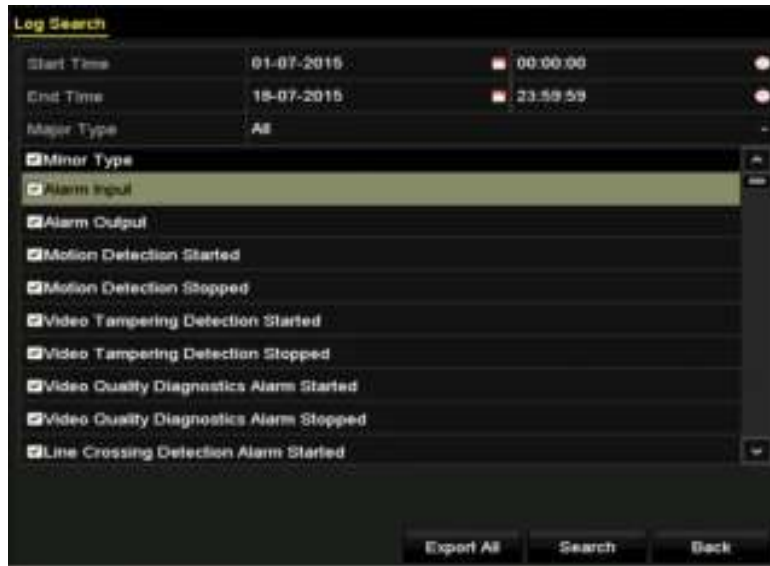 Log Search
Start Time 01-07-2015 00:00:00
End Time 18-07-2015 23:59:59
Major Type All
Minor Type
Alarm Input
Alarm Output
Motion Detection Started
Motion Detection Stopped
Video Tampering Detection Started
Video Tampering Detection Stopped
Video Quality Diagnostics Alarm Started
Video Quality Diagnostics Alarm Stopped
Line Crossing Detection Alarm Started
Export All Search Back